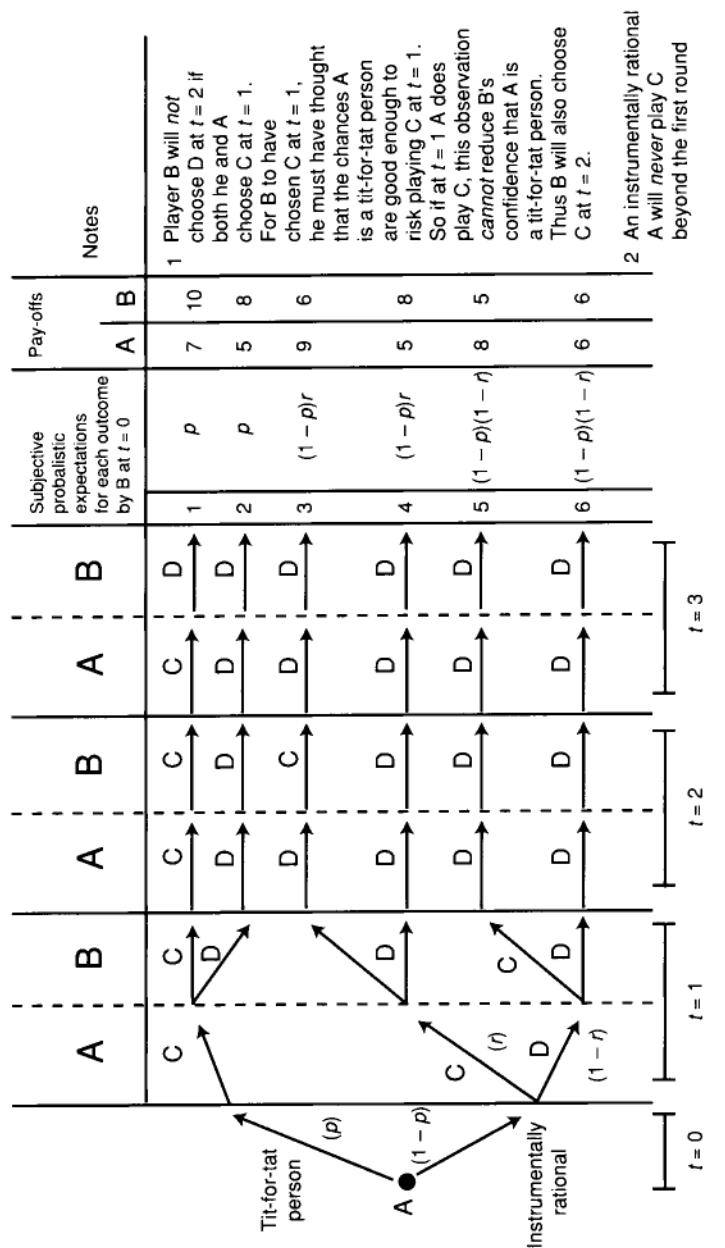 A B A B A B
Subjective
probalistic
expectations
for each outcome
by B at t = 0
Pay-offs
A B
Notes
C C C C C D 1 p 7 10
D D D D D 2 p 5 8
D C D D 3 (1 – p)r 9 6
D D D D D 4 (1 – p)r 5 8
C D D D D 5 (1 – p)(1 – r) 8 5
D D D D D 6 (1 – p)(1 – r) 6 6
Tit-for-tat
person
(p)
A
(1 – p)
Instrumentally
rational
C
(r)
D
(1 – r)
t = 0 t = 1 t = 2 t = 3
1 Player B will not
choose D at t = 2 if
both he and A
choose C at t = 1.
For B to have
chosen C at t = 1,
he must have thought
that the chances A
is a tit-for-tat person
are good enough to
risk playing C at t = 1.
So if at t = 1 A does
play C, this observation
cannot reduce B's
confidence that A is
a tit-for-tat person.
Thus B will also choose
C at t = 2.
2 An instrumentally rational
A will never play C
beyond the first round